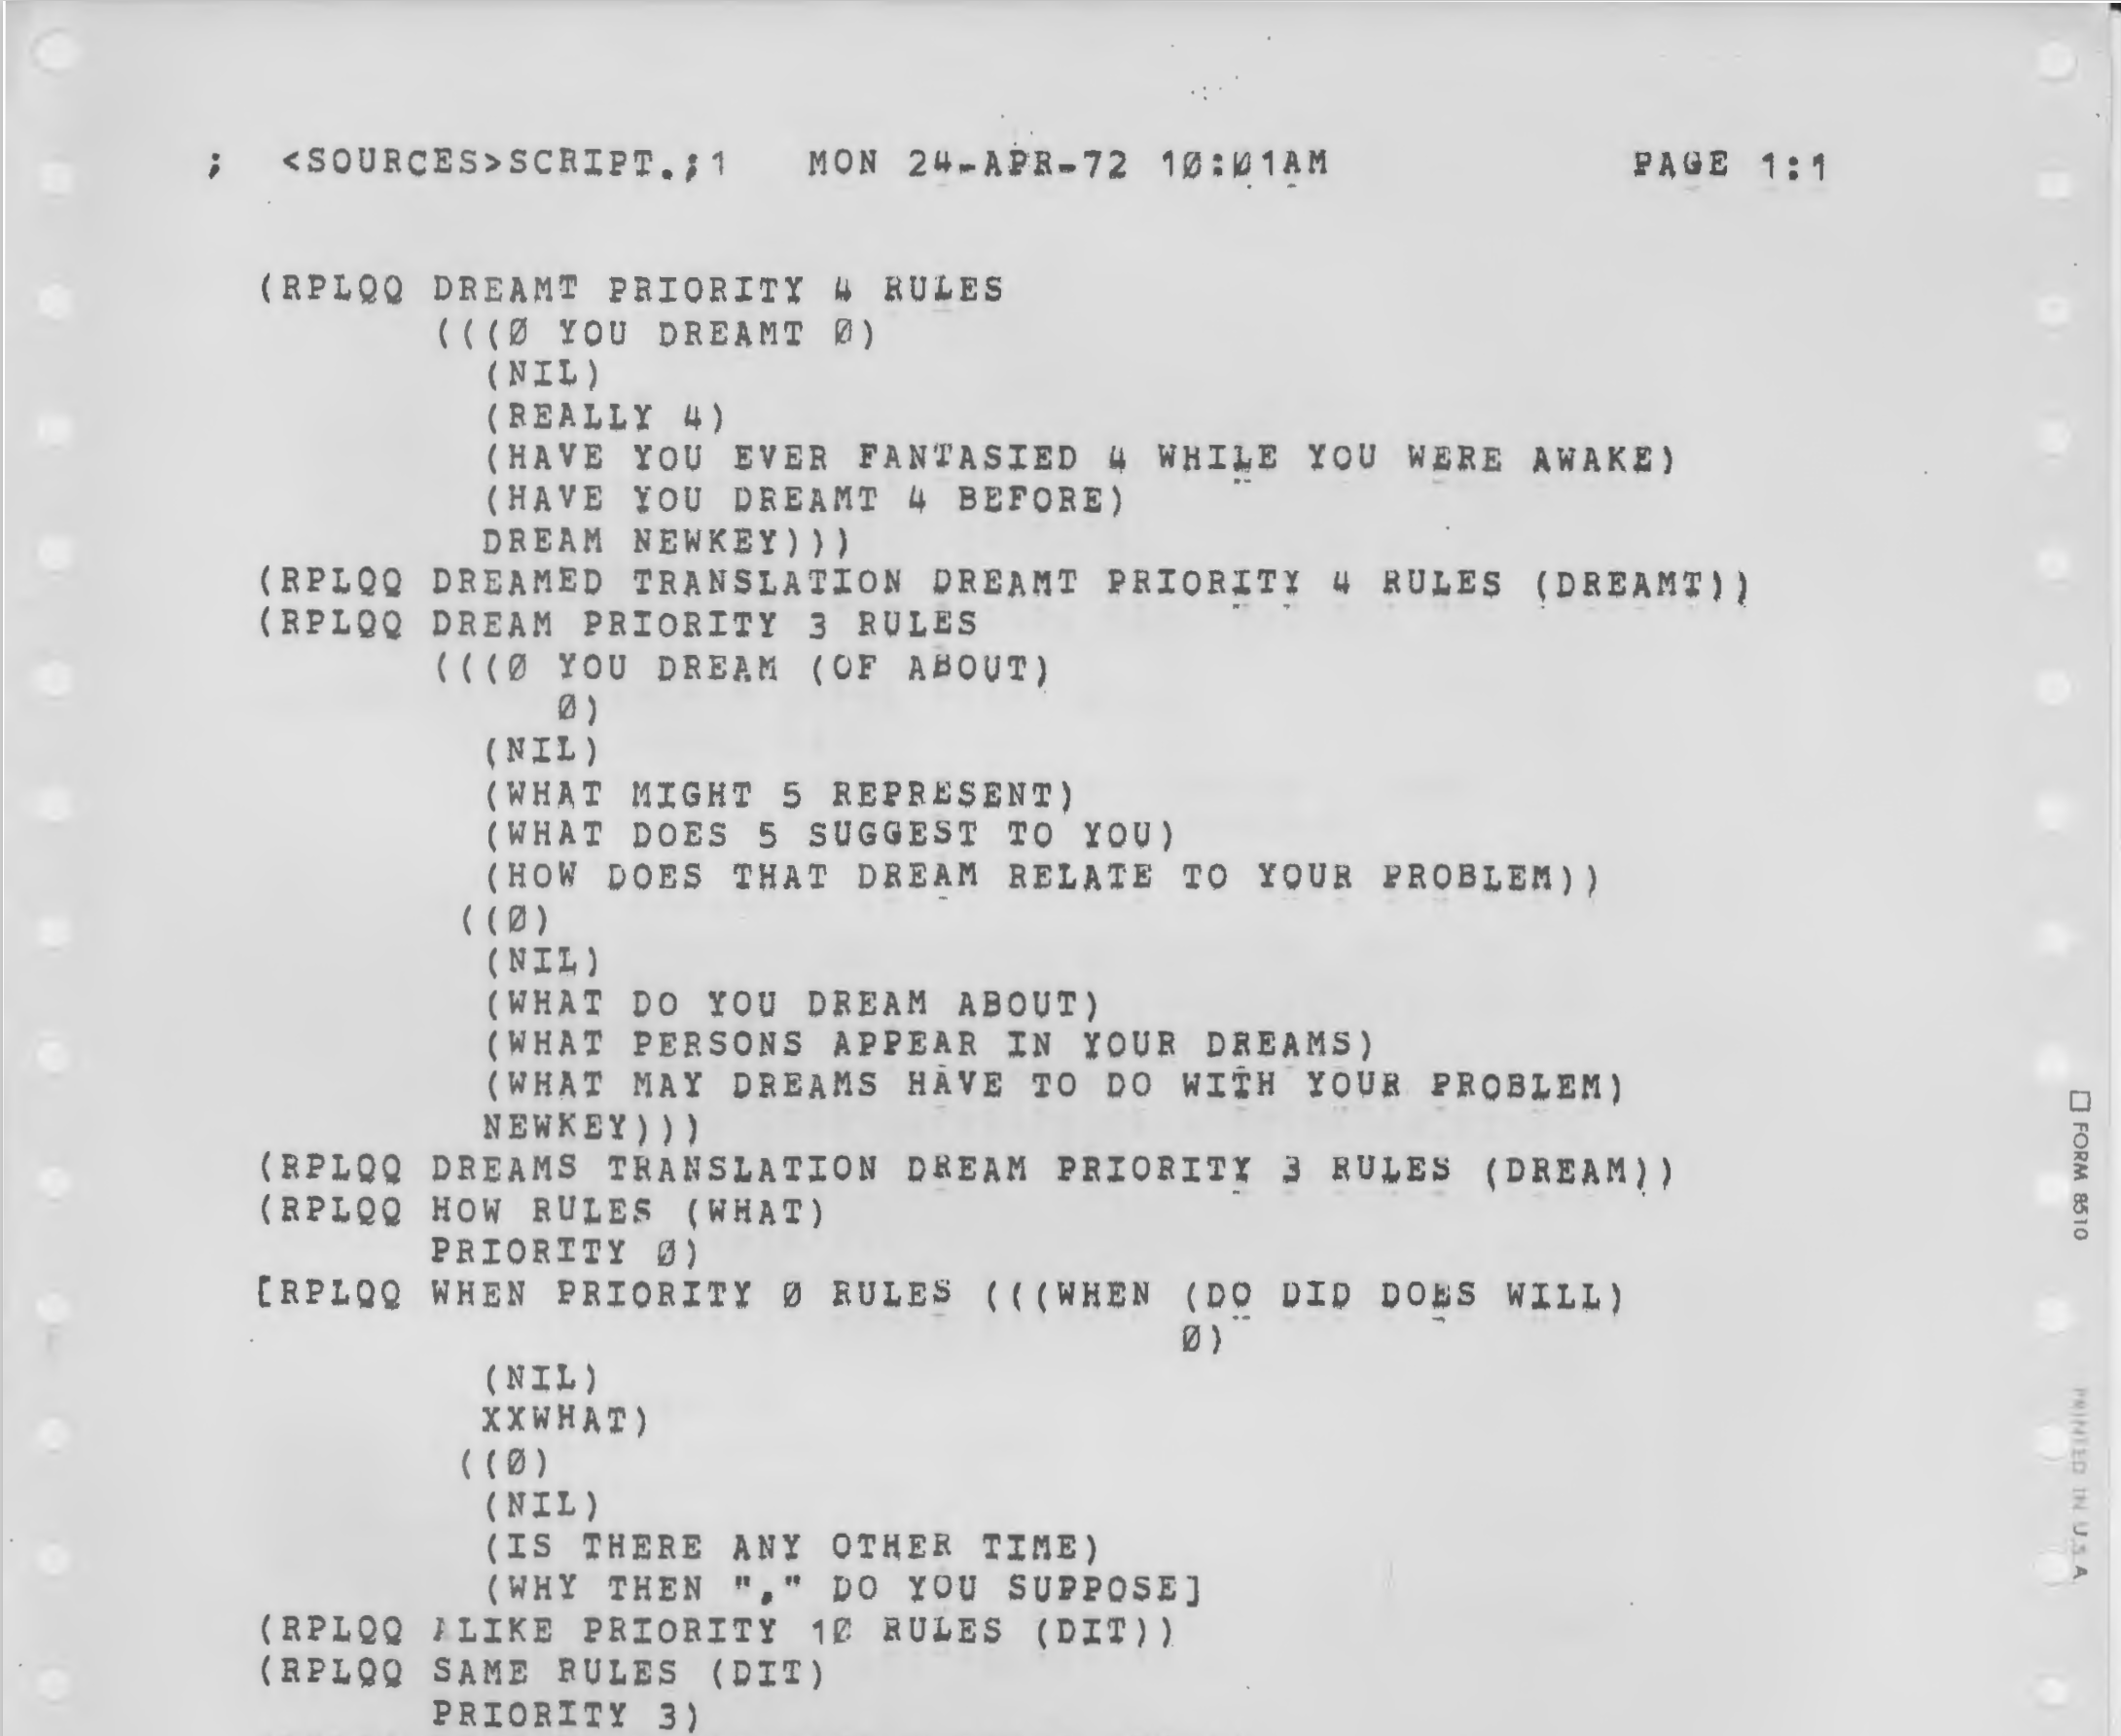 ;   <SOURCES>SCRIPT.;1   MON 24-APR-72 10:01AM            PAGE 1:1
(RPLQQ DREAMT PRIORITY 4 RULES
       (((Ø YOU DREAMT Ø)
         (NIL)
         (REALLY 4)
         (HAVE YOU EVER FANTASIED 4 WHILE YOU WERE AWAKE)
         (HAVE YOU DREAMT 4 BEFORE)
         DREAM NEWKEY)))
(RPLQQ DREAMED TRANSLATION DREAMT PRIORITY 4 RULES (DREAMT))
(RPLQQ DREAM PRIORITY 3 RULES
       (((Ø YOU DREAM (OF ABOUT)
            Ø)
         (NIL)
         (WHAT MIGHT 5 REPRESENT)
         (WHAT DOES 5 SUGGEST TO YOU)
         (HOW DOES THAT DREAM RELATE TO YOUR PROBLEM))
        ((Ø)
         (NIL)
         (WHAT DO YOU DREAM ABOUT)
         (WHAT PERSONS APPEAR IN YOUR DREAMS)
         (WHAT MAY DREAMS HAVE TO DO WITH YOUR PROBLEM)
         NEWKEY)))
(RPLQQ DREAMS TRANSLATION DREAM PRIORITY 3 RULES (DREAM))
(RPLQQ HOW RULES (WHAT)
       PRIORITY Ø)
[RPLQQ WHEN PRIORITY Ø RULES (((WHEN (DO DID DOES WILL)
                                     Ø)
         (NIL)
         XXWHAT)
        ((Ø)
         (NIL)
         (IS THERE ANY OTHER TIME)
         (WHY THEN "," DO YOU SUPPOSE]
(RPLQQ ALIKE PRIORITY 1Ø RULES (DIT))
(RPLQQ SAME RULES (DIT)
       PRIORITY 3)
FORM 8510
PRINTED IN U.S.A.